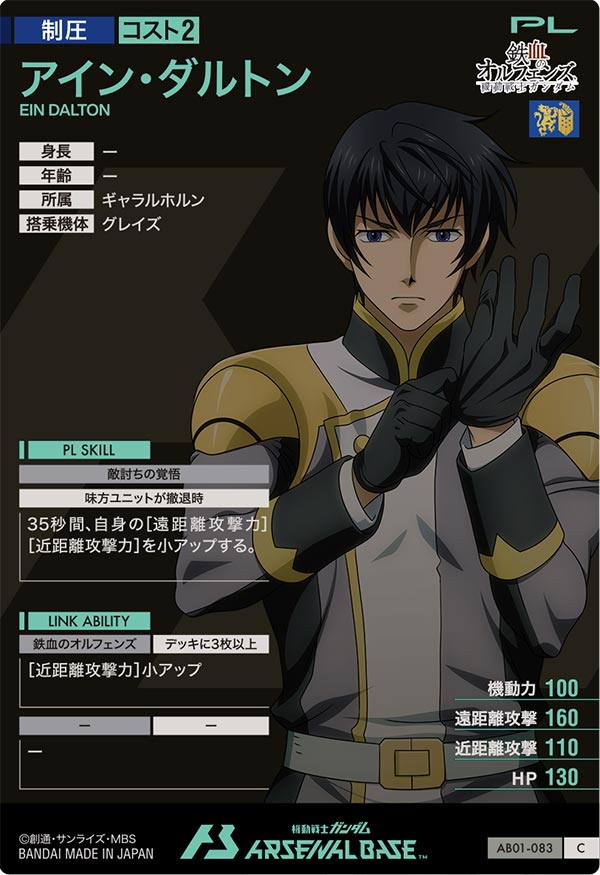 制圧 コスト2 PL
アイン・ダルトン
EIN DALTON
鉄血の
オルフェンズ
機動戦士ガンダム
身長 ー
年齢 ー
所属 ギャラルホルン
搭乗機体 グレイズ
PL SKILL
敵討ちの覚悟
味方ユニットが撤退時
35秒間、自身の[遠距離攻撃力]
[近距離攻撃力]を小アップする。
LINK ABILITY
鉄血のオルフェンズ デッキに3枚以上
[近距離攻撃力]小アップ
ー ー
ー
機動力 100
遠距離攻撃 160
近距離攻撃 110
HP 130
©創通・サンライズ・MBS
BANDAI MADE IN JAPAN
機動戦士ガンダム
ARSENAL BASE™
AB01-083 C